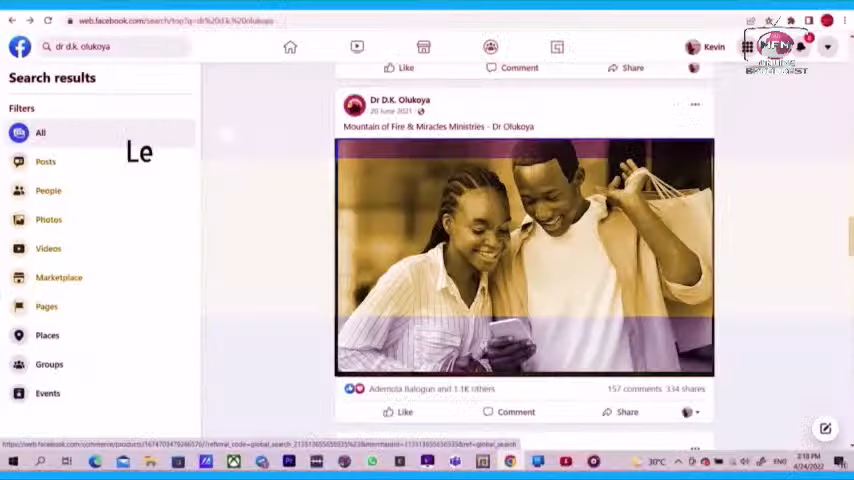 web.facebook.com/search/top?q=dr%20d.k.%20olukoya
dr d.k. olukoya
Kevin
MFM
ONLINE
BROADCAST
Search results
Filters
All
Posts
People
Photos
Videos
Marketplace
Pages
Places
Groups
Events
Le
Like
Comment
Share
Dr D.K. Olukoya
20 June 2021
Mountain of Fire & Miracles Ministries - Dr Olukoya
Ademola Balogun and 1.1K others
157 comments 334 shares
Like
Comment
Share
30°C
ENG
3:18 PM
4/24/2022